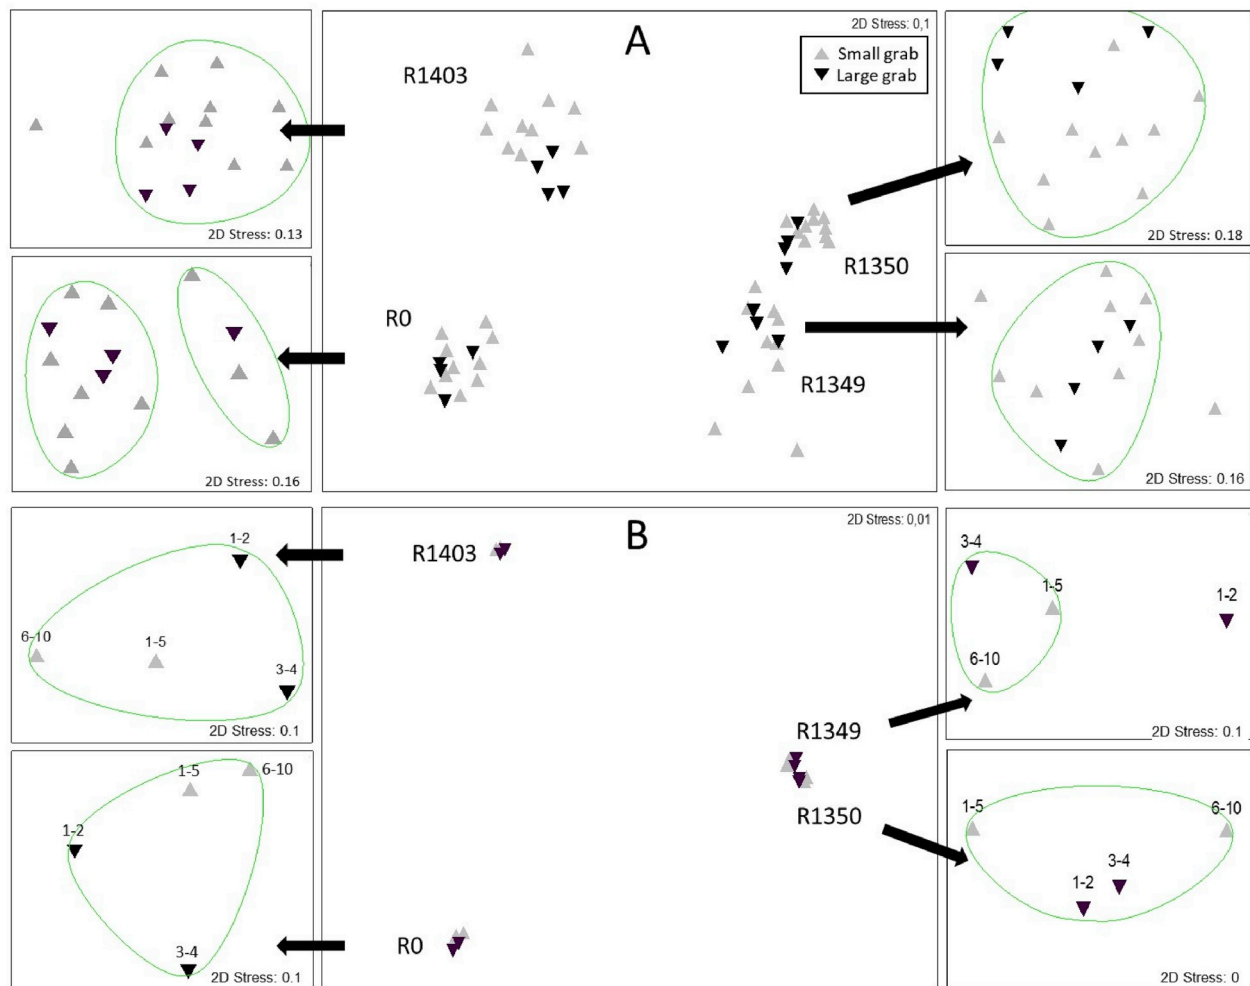 A
2D Stress: 0,1
Small grab
Large grab
R1403
R1350
R0
R1349
2D Stress: 0.13
2D Stress: 0.18
2D Stress: 0.16
2D Stress: 0.16
B
2D Stress: 0,01
R1403
R1349
R1350
R0
1-2
6-10
1-5
3-4
2D Stress: 0.1
3-4
1-5
1-2
6-10
2D Stress: 0.1
1-5
6-10
1-2
3-4
2D Stress: 0.1
1-5
6-10
3-4
1-2
2D Stress: 0